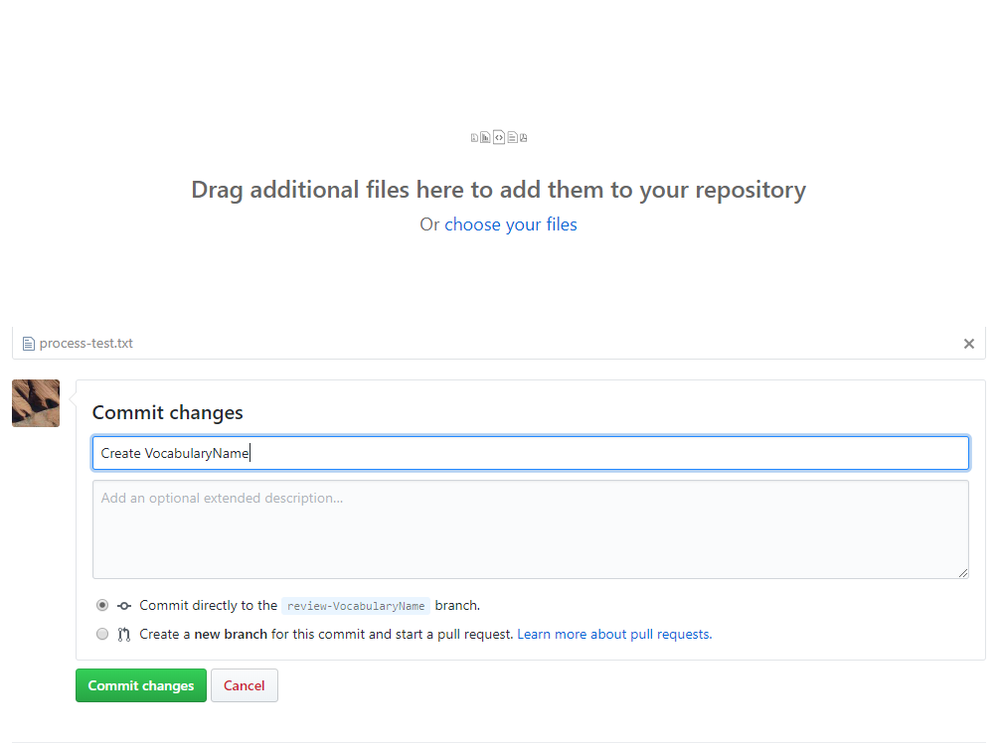 Drag additional files here to add them to your repository
Or choose your files
process-test.txt
Commit changes
Create VocabularyName
Add an optional extended description...
Commit directly to the review-VocabularyName branch.
Create a new branch for this commit and start a pull request. Learn more about pull requests.
Commit changes Cancel